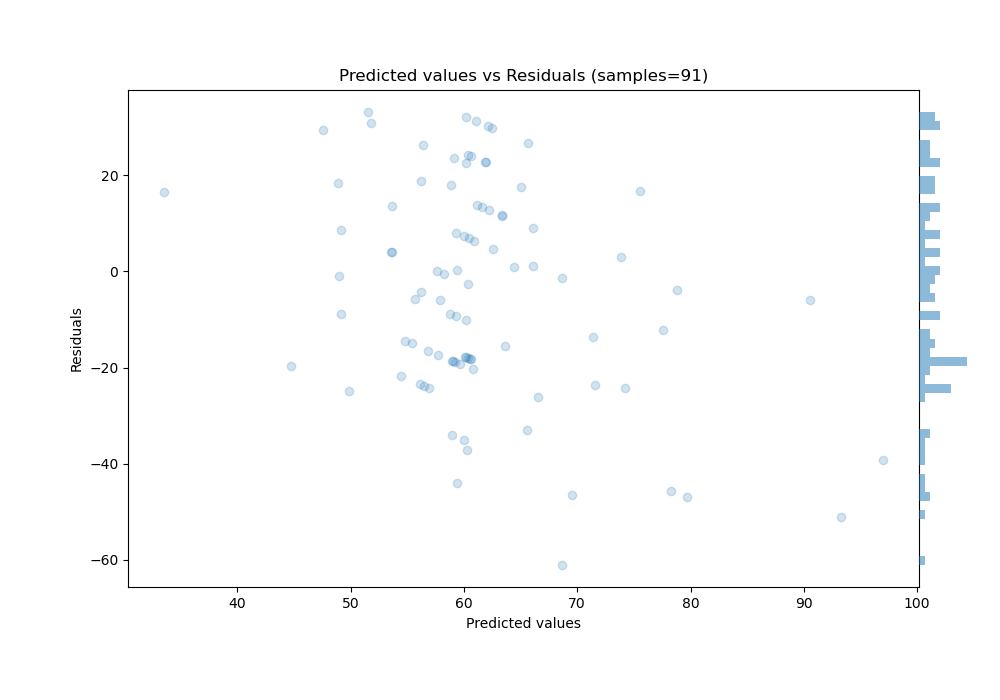 Predicted values vs Residuals (samples=91)
20
0
−20
−40
−60
Residuals
40 50 60 70 80 90 100
Predicted values